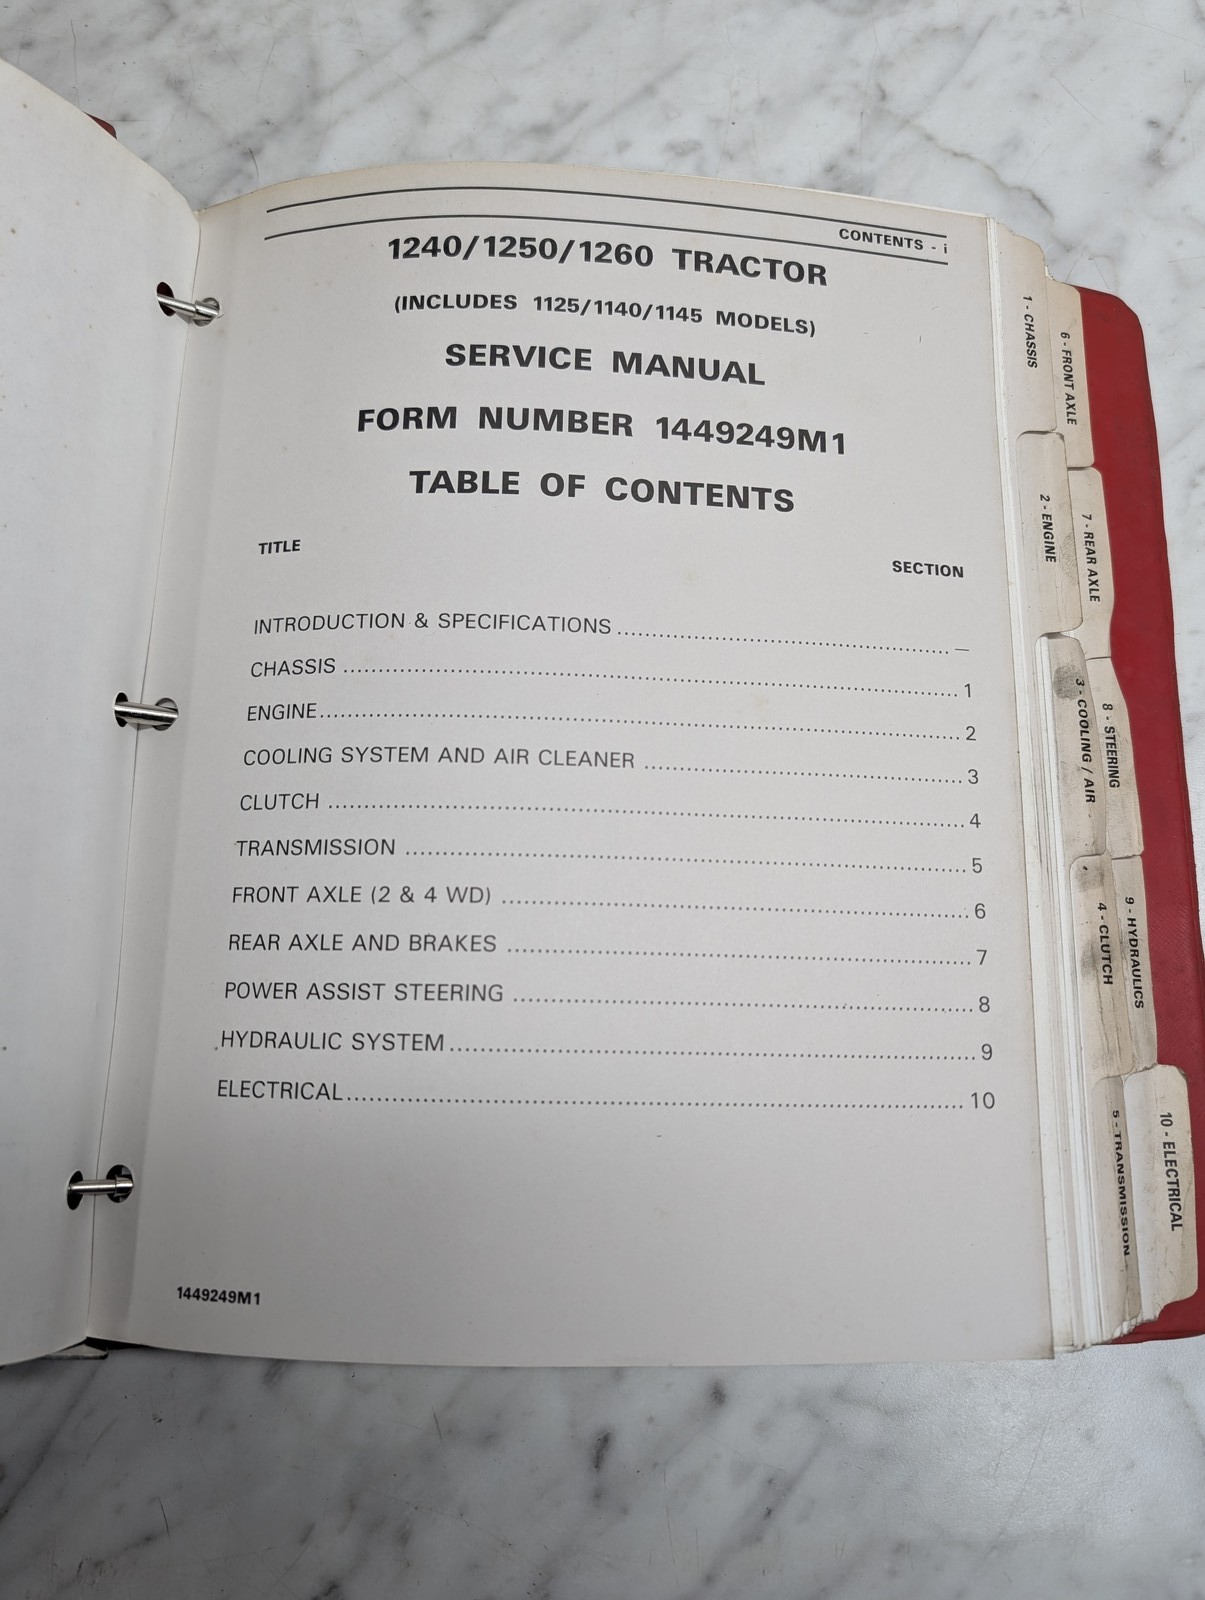 CONTENTS - i
1240/1250/1260 TRACTOR
(INCLUDES 1125/1140/1145 MODELS)
SERVICE MANUAL
FORM NUMBER 1449249M1
TABLE OF CONTENTS
TITLE SECTION
INTRODUCTION & SPECIFICATIONS ........ —
CHASSIS ........ 1
ENGINE ........ 2
COOLING SYSTEM AND AIR CLEANER ........ 3
CLUTCH ........ 4
TRANSMISSION ........ 5
FRONT AXLE (2 & 4 WD) ........ 6
REAR AXLE AND BRAKES ........ 7
POWER ASSIST STEERING ........ 8
HYDRAULIC SYSTEM ........ 9
ELECTRICAL ........ 10
1449249M1
1 - CHASSIS
2 - ENGINE
3 - COOLING / AIR
4 - CLUTCH
5 - TRANSMISSION
6 - FRONT AXLE
7 - REAR AXLE
8 - STEERING
9 - HYDRAULICS
10 - ELECTRICAL